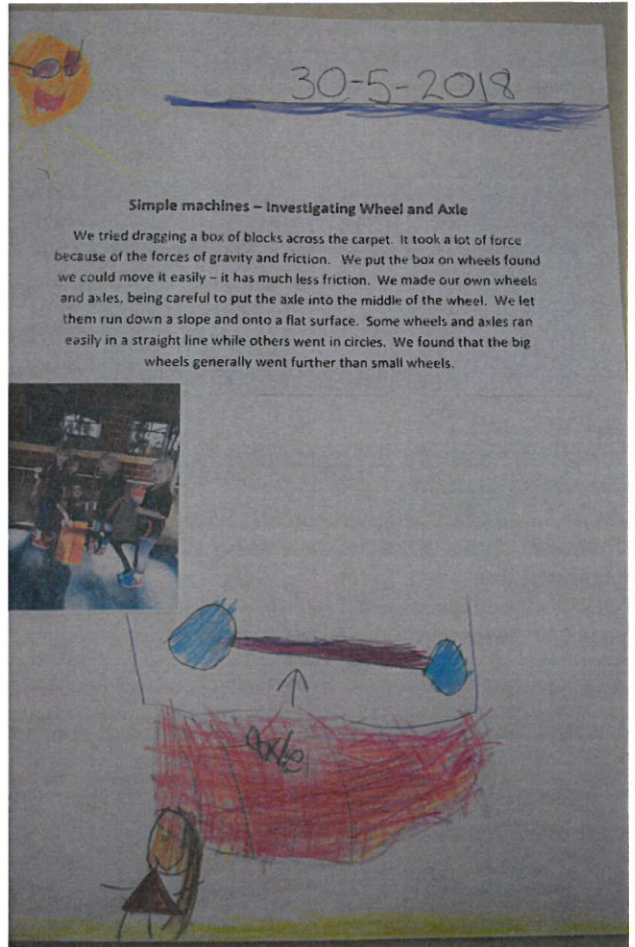 30-5-2018
Simple machines – Investigating Wheel and Axle
We tried dragging a box of blocks across the carpet. It took a lot of force
because of the forces of gravity and friction. We put the box on wheels found
we could move it easily – it has much less friction. We made our own wheels
and axles, being careful to put the axle into the middle of the wheel. We let
them run down a slope and onto a flat surface. Some wheels and axles ran
easily in a straight line while others went in circles. We found that the big
wheels generally went further than small wheels.
axle